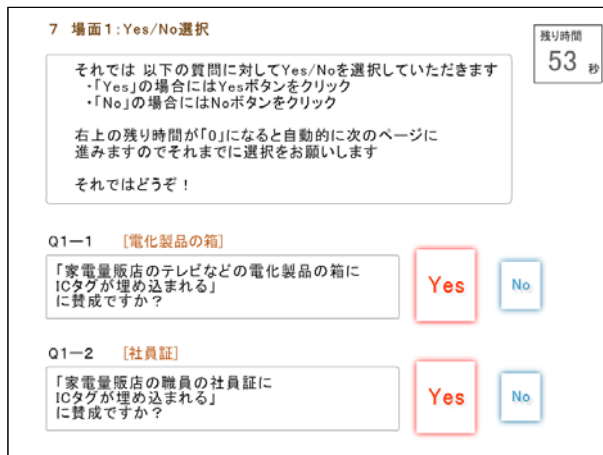 7 場面1:Yes/No選択
残り時間
53 秒
それでは 以下の質問に対してYes/Noを選択していただきます
・「Yes」の場合にはYesボタンをクリック
・「No」の場合にはNoボタンをクリック
右上の残り時間が「0」になると自動的に次のページに
進みますのでそれまでに選択をお願いします
それではどうぞ！
Q1ー1 [電化製品の箱]
「家電量販店のテレビなどの電化製品の箱に
ICタグが埋め込まれる」
に賛成ですか？
Yes
No
Q1ー2 [社員証]
「家電量販店の職員の社員証に
ICタグが埋め込まれる」
に賛成ですか？
Yes
No